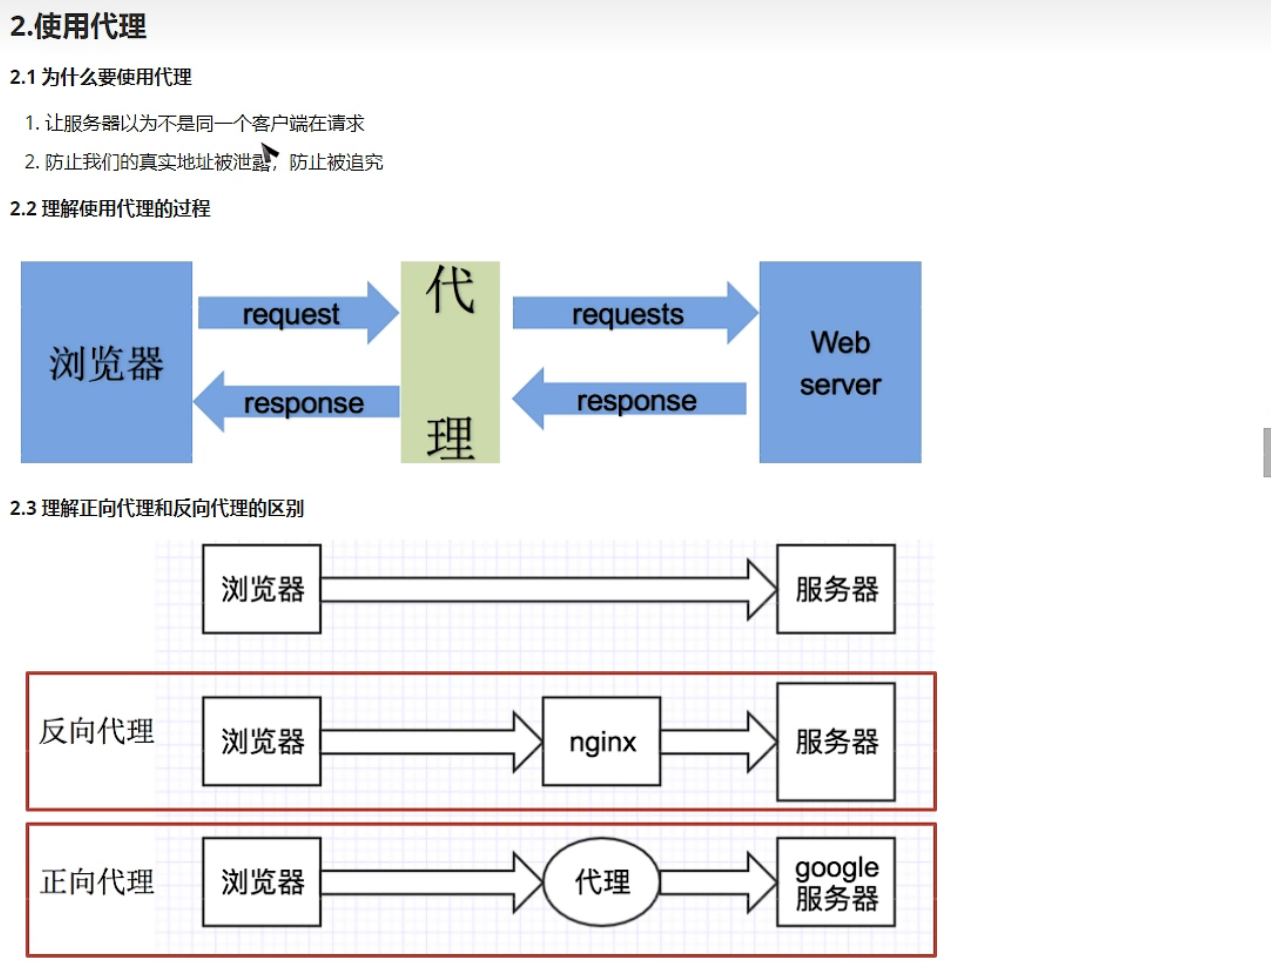 2.使用代理
2.1 为什么要使用代理
1. 让服务器以为不是同一个客户端在请求
2. 防止我们的真实地址被泄露，防止被追究
2.2 理解使用代理的过程
浏览器
request
response
代
理
requests
response
Web
server
2.3 理解正向代理和反向代理的区别
浏览器
服务器
反向代理
浏览器
nginx
服务器
正向代理
浏览器
代理
google
服务器